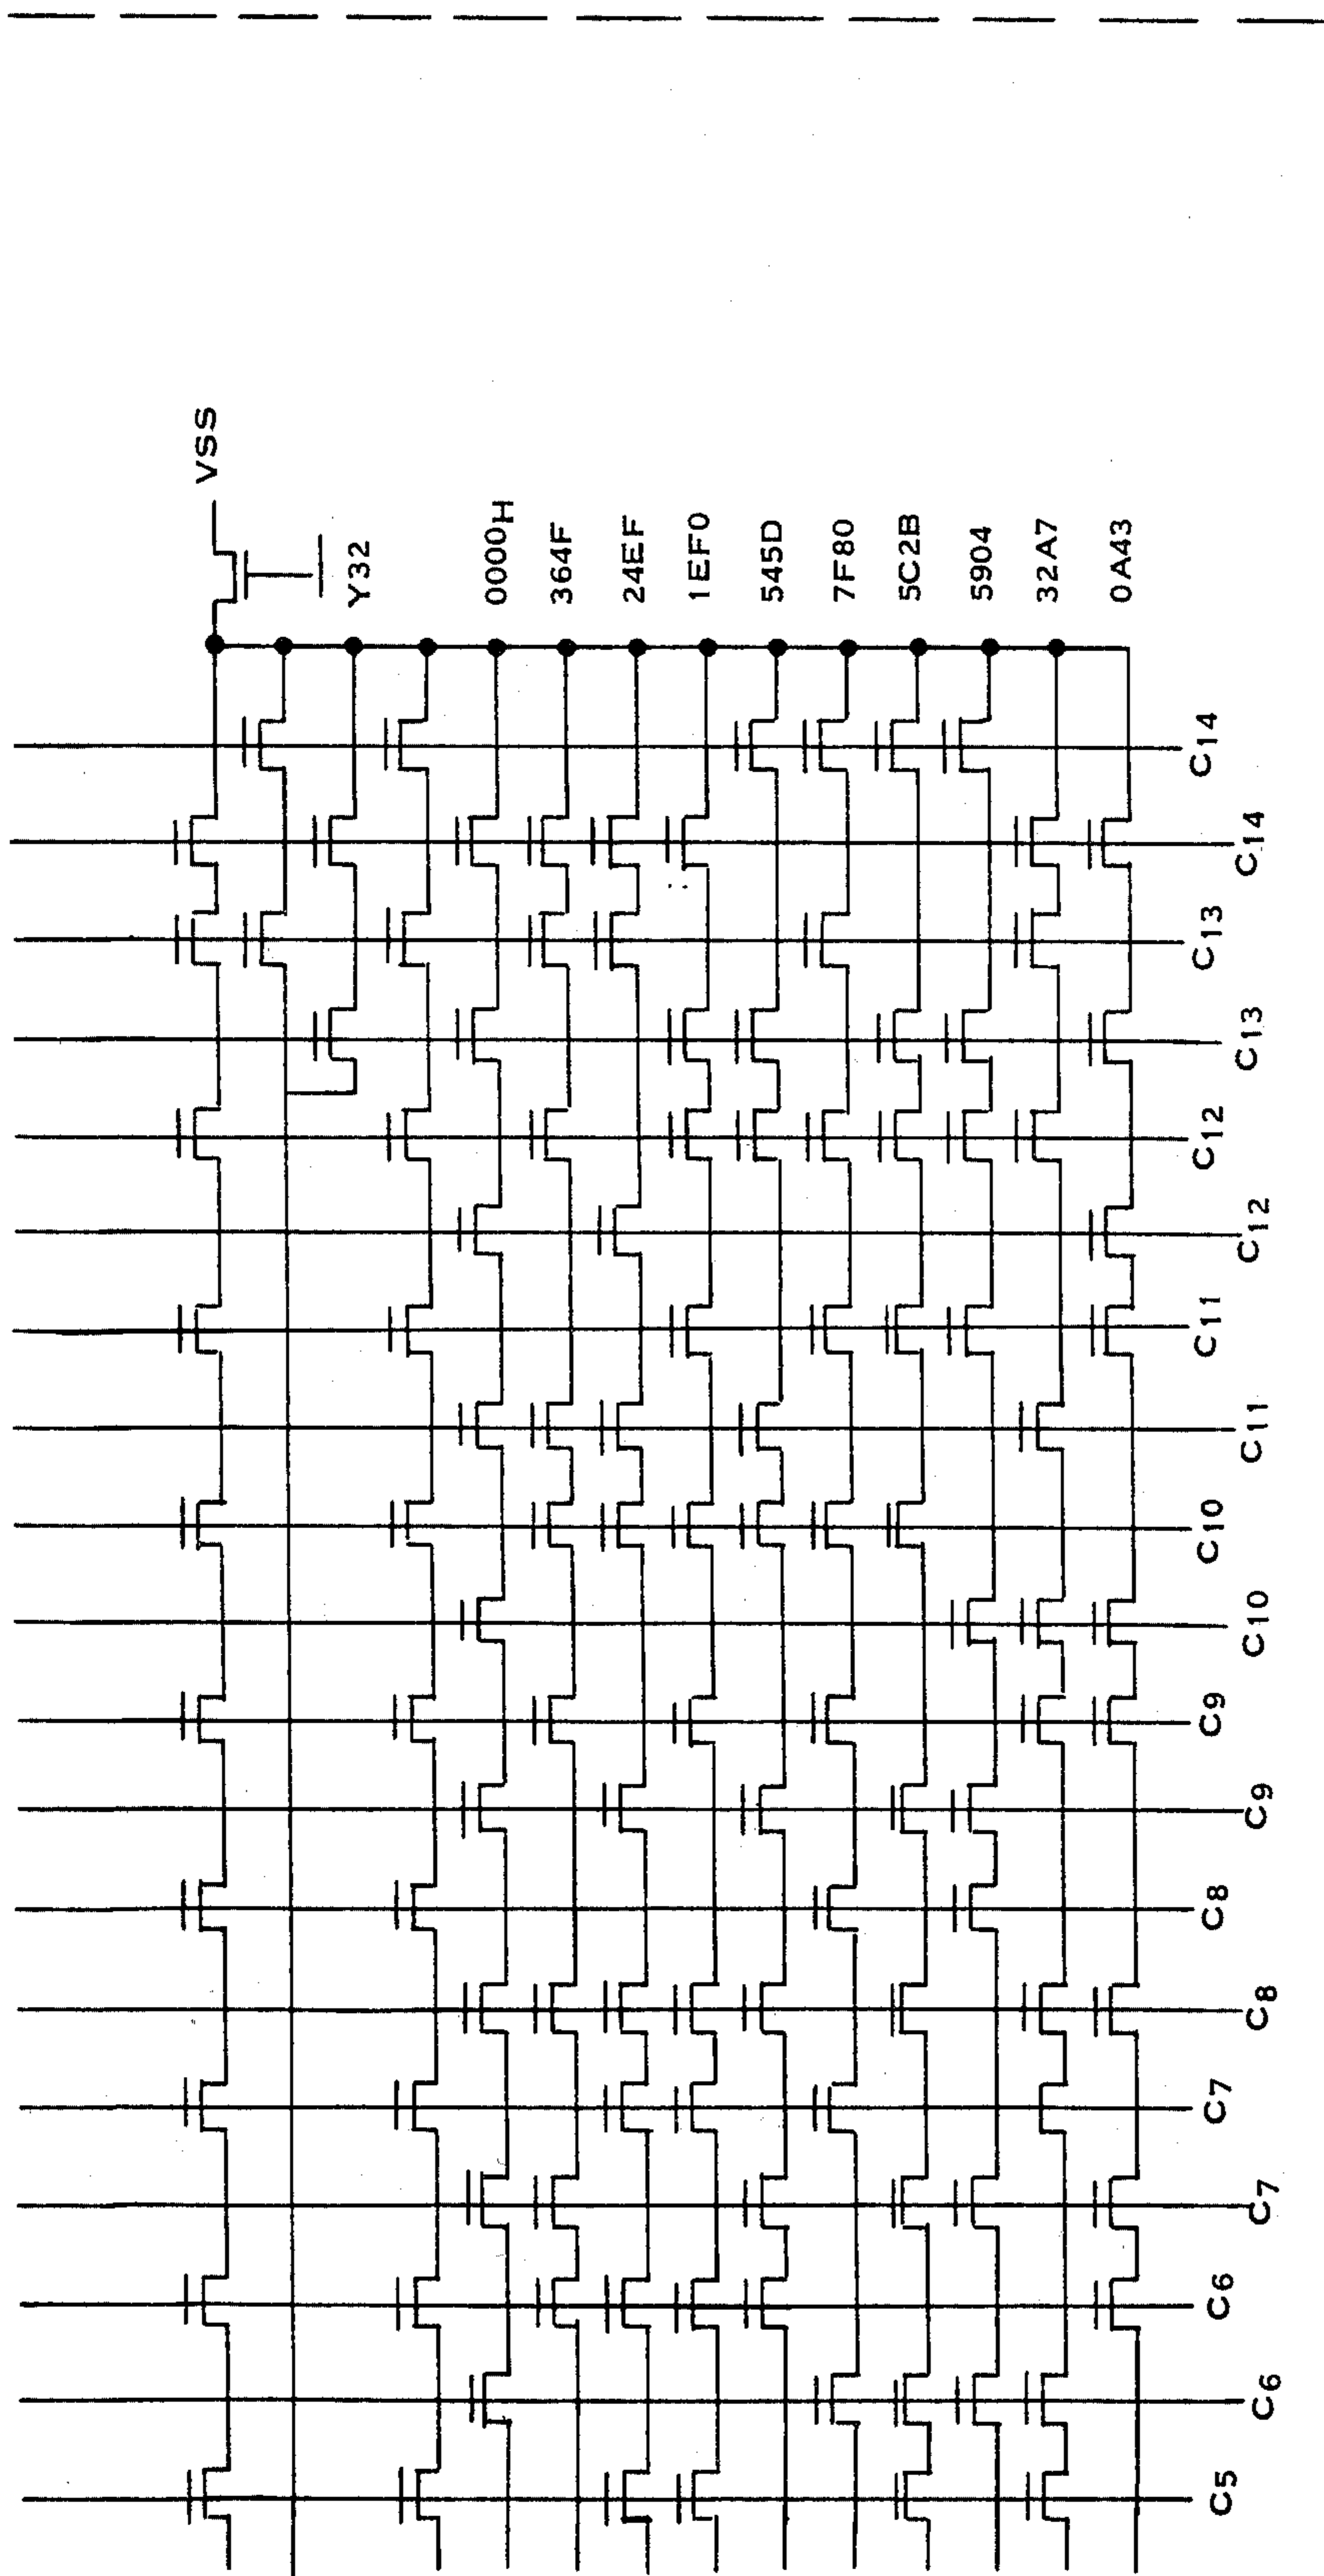 VSS
Y32
0000H
364F
24EF
1EF0
545D
7F80
5C2B
5904
32A7
0A43
C14
C14
C13
C13
C12
C12
C11
C11
C10
C10
C9
C9
C8
C8
C7
C7
C6
C6
C5